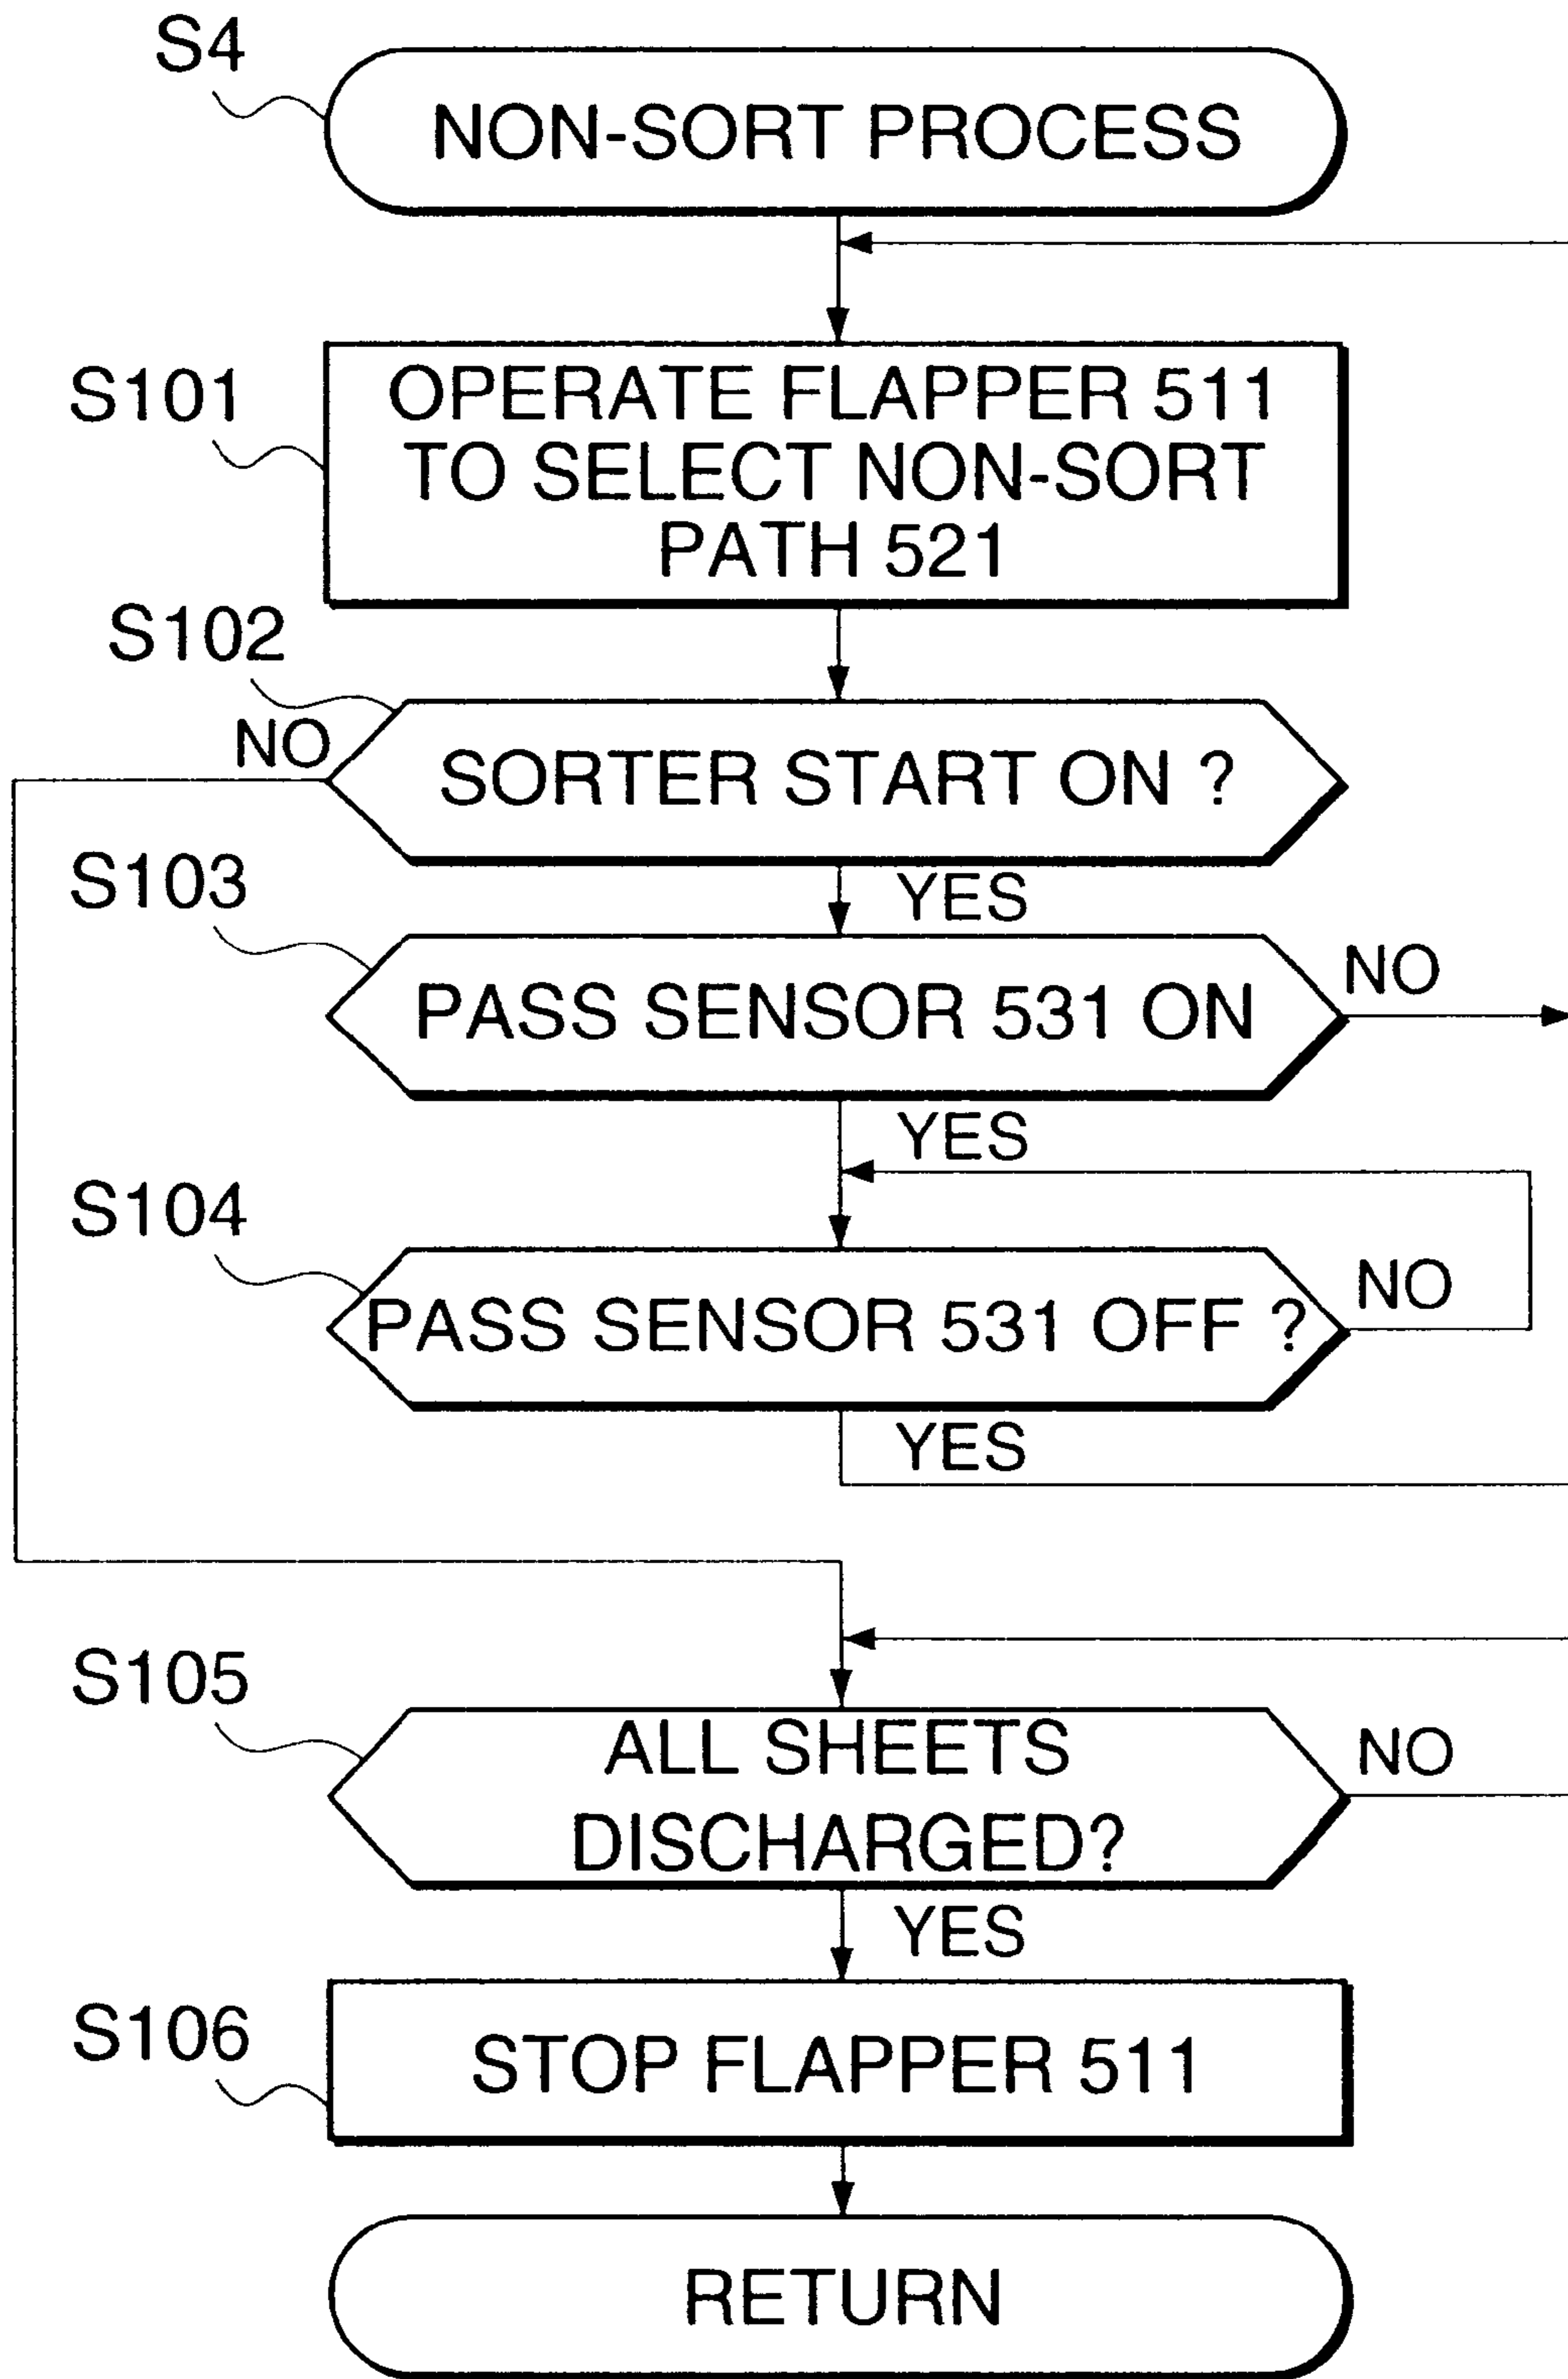 S4
NON-SORT PROCESS
S101
OPERATE FLAPPER 511
TO SELECT NON-SORT
PATH 521
S102
NO
SORTER START ON ?
YES
S103
PASS SENSOR 531 ON
NO
YES
S104
PASS SENSOR 531 OFF ?
NO
YES
S105
ALL SHEETS
DISCHARGED?
NO
YES
S106
STOP FLAPPER 511
RETURN